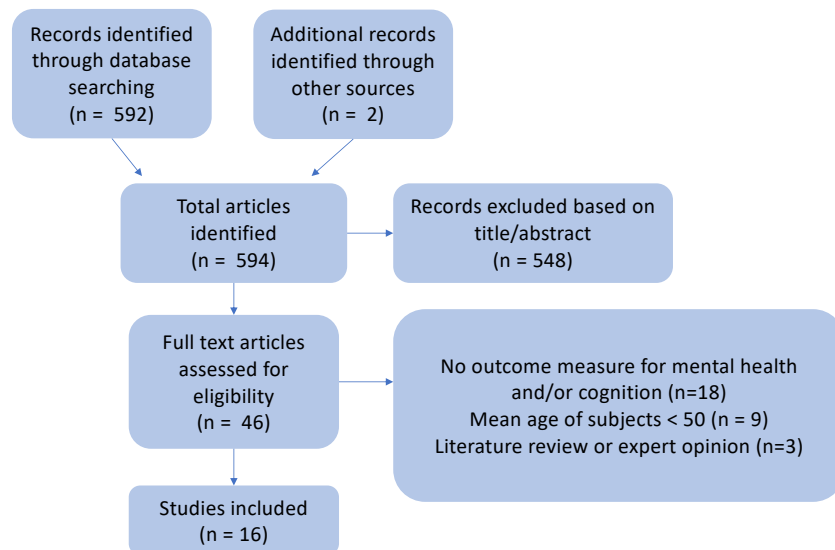 Records identified
through database
searching
(n = 592)
Additional records
identified through
other sources
(n = 2)
Total articles
identified
(n = 594)
Records excluded based on
title/abstract
(n = 548)
Full text articles
assessed for
eligibility
(n = 46)
No outcome measure for mental health
and/or cognition (n=18)
Mean age of subjects < 50 (n = 9)
Literature review or expert opinion (n=3)
Studies included
(n = 16)